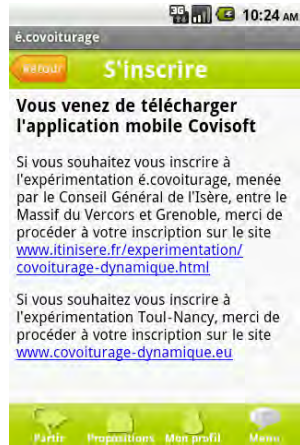 3G 10:24 AM
é.covoiturage
Retour S'inscrire
Vous venez de télécharger
l'application mobile Covisoft
Si vous souhaitez vous inscrire à
l'expérimentation é.covoiturage, menée
par le Conseil Général de l'Isère, entre le
Massif du Vercors et Grenoble, merci de
procéder à votre inscription sur le site
www.itinisere.fr/experimentation/
covoiturage-dynamique.html
Si vous souhaitez vous inscrire à
l'expérimentation Toul-Nancy, merci de
procéder à votre inscription sur le site
www.covoiturage-dynamique.eu
Partir Propositions Mon profil Menu